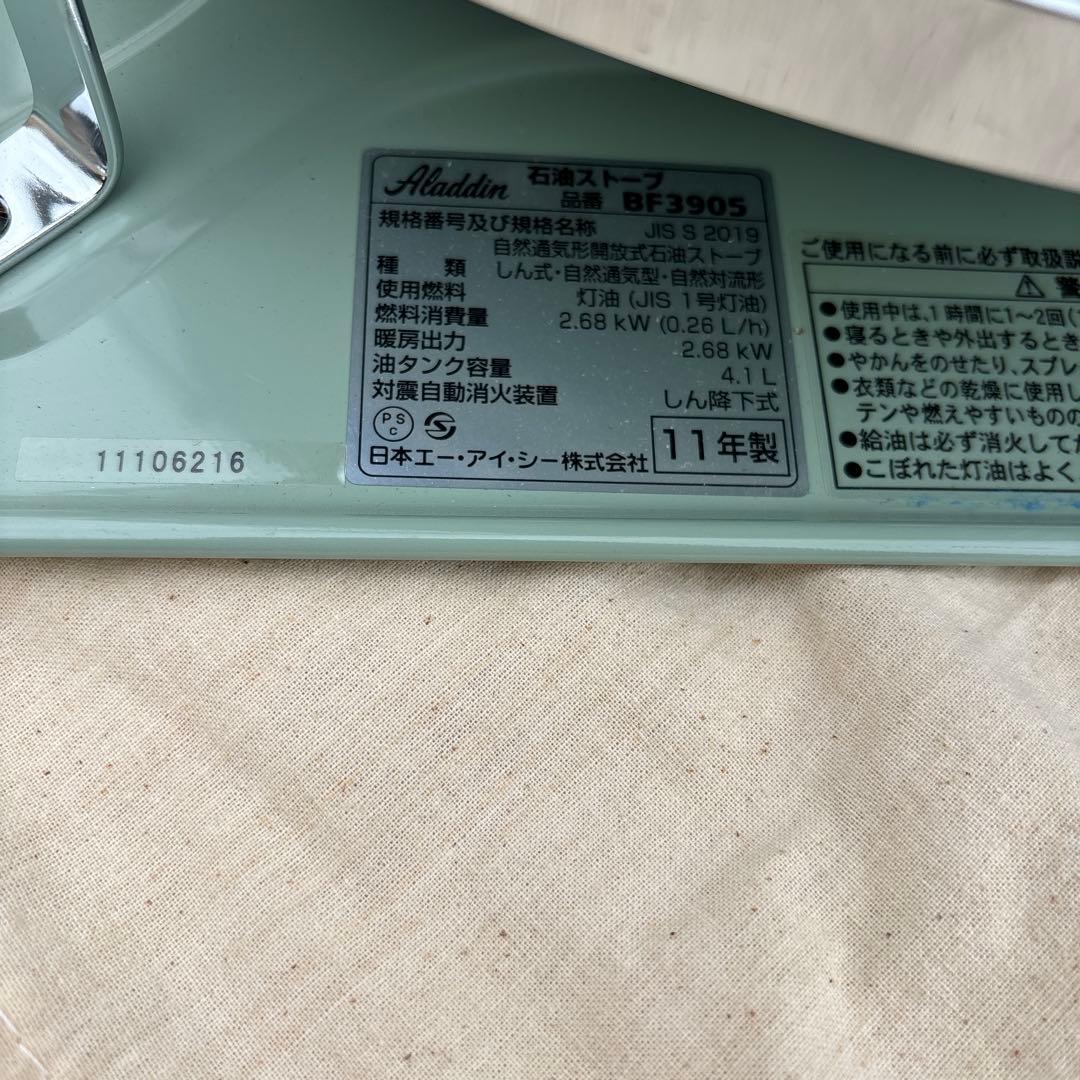 Aladdin 石油ストーブ
品番 BF3905
規格番号及び規格名称 JIS S 2019
自然通気形開放式石油ストーブ
種類 しん式・自然通気型・自然対流形
使用燃料 灯油 (JIS 1号灯油)
燃料消費量 2.68 kW (0.26 L/h)
暖房出力 2.68 kW
油タンク容量 4.1 L
対震自動消火装置 しん降下式
PS
C
日本エー・アイ・シー株式会社 11年製
11106216
ご使用になる前に必ず取扱説
警
●使用中は、1時間に1〜2回(
●寝るときや外出するとき
●やかんをのせたり、スプレ
●衣類などの乾燥に使用し
テンや燃えやすいものの
●給油は必ず消火してか
●こぼれた灯油はよく